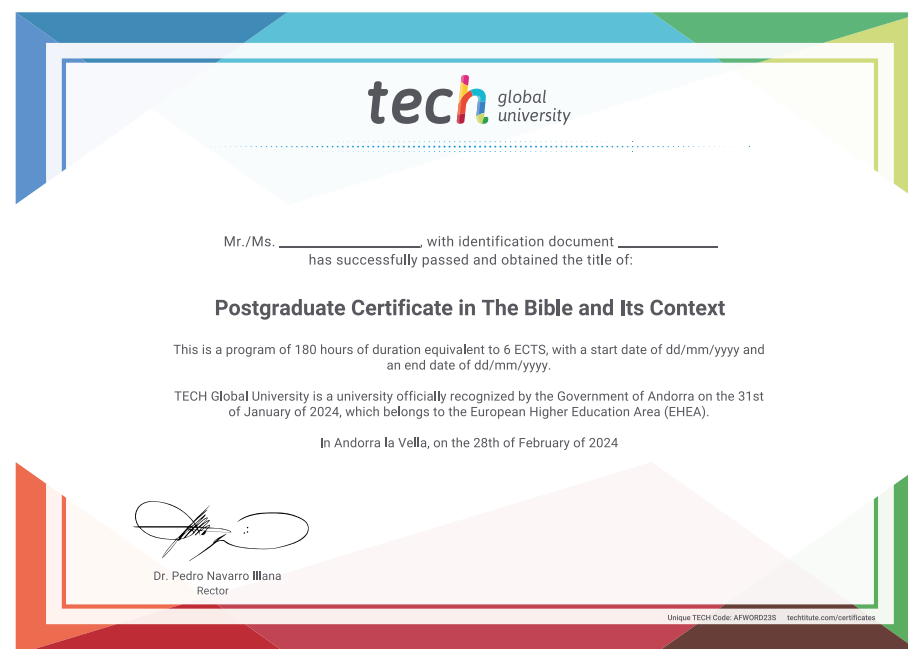 tech global university
Mr./Ms. ____________________, with identification document ______________
has successfully passed and obtained the title of:
Postgraduate Certificate in The Bible and Its Context
This is a program of 180 hours of duration equivalent to 6 ECTS, with a start date of dd/mm/yyyy and
an end date of dd/mm/yyyy.
TECH Global University is a university officially recognized by the Government of Andorra on the 31st
of January of 2024, which belongs to the European Higher Education Area (EHEA).
In Andorra la Vella, on the 28th of February of 2024
Dr. Pedro Navarro Illana
Rector
Unique TECH Code: AFWORD23S techtitute.com/certificates